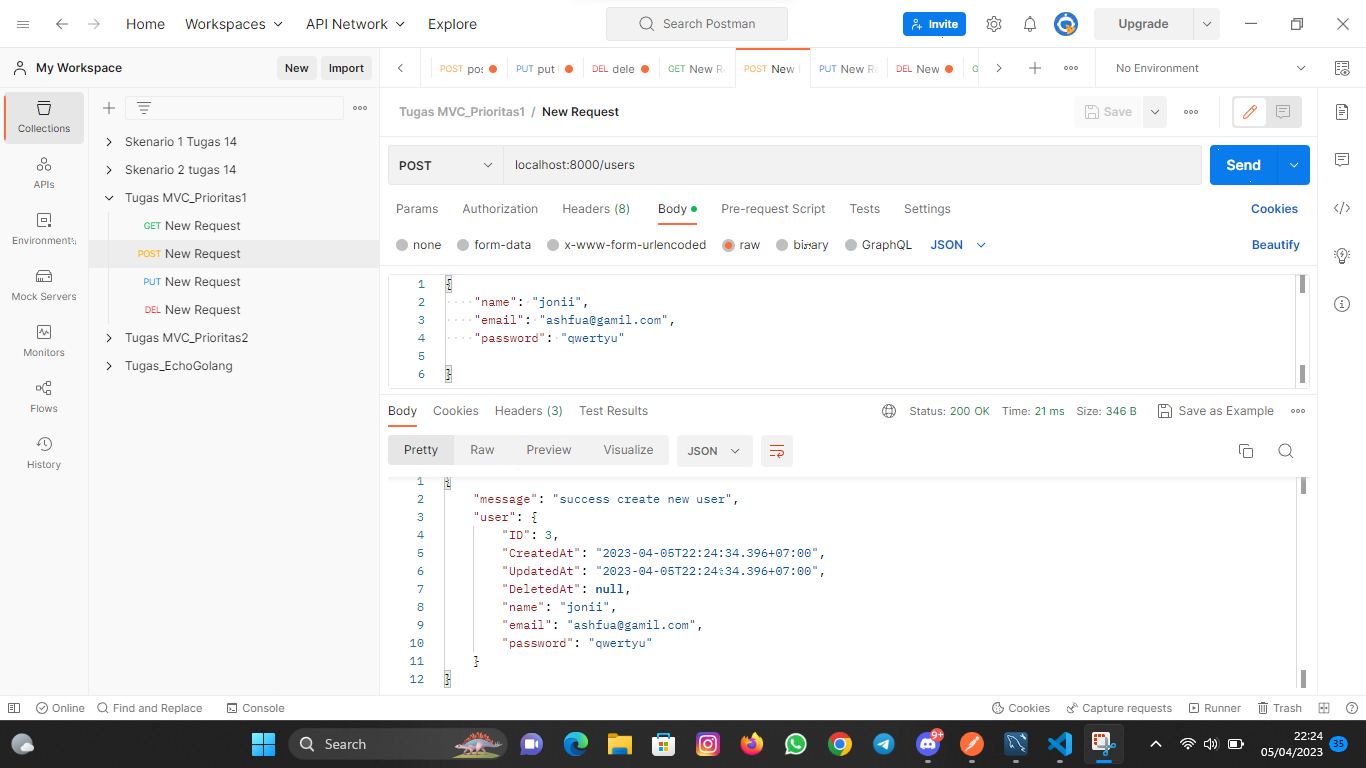 Home Workspaces API Network Explore Search Postman Invite Upgrade
My Workspace New Import
POST pos PUT put DEL dele GET New Re POST New PUT New Re DEL New G No Environment
Collections
APIs
Environments
Mock Servers
Monitors
Flows
History
Skenario 1 Tugas 14
Skenario 2 tugas 14
Tugas MVC_Prioritas1
GET New Request
POST New Request
PUT New Request
DEL New Request
Tugas MVC_Prioritas2
Tugas_EchoGolang
Tugas MVC_Prioritas1 / New Request Save
POST localhost:8000/users Send
Params Authorization Headers (8) Body Pre-request Script Tests Settings Cookies
none form-data x-www-form-urlencoded raw binary GraphQL JSON Beautify
1 {
2 "name": "jonii",
3 "email": "ashfua@gamil.com",
4 "password": "qwertyu"
5
6 }
Body Cookies Headers (3) Test Results Status: 200 OK Time: 21 ms Size: 346 B Save as Example
Pretty Raw Preview Visualize JSON
1 {
2 "message": "success create new user",
3 "user": {
4 "ID": 3,
5 "CreatedAt": "2023-04-05T22:24:34.396+07:00",
6 "UpdatedAt": "2023-04-05T22:24:34.396+07:00",
7 "DeletedAt": null,
8 "name": "jonii",
9 "email": "ashfua@gamil.com",
10 "password": "qwertyu"
11 }
12 }
Online Find and Replace Console Cookies Capture requests Runner Trash
Search 9+ 22:24 35
05/04/2023